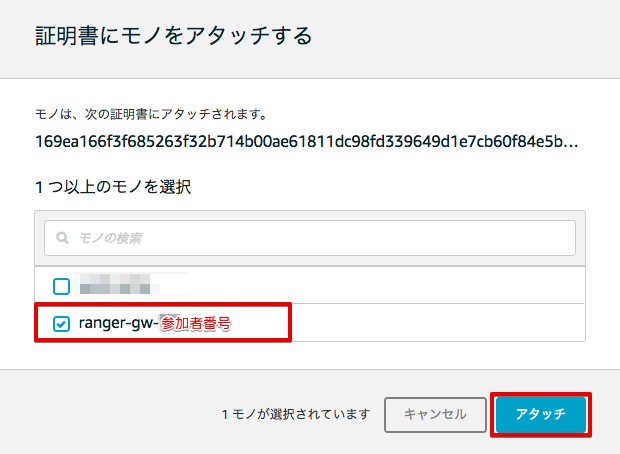 証明書にモノをアタッチする
モノは、次の証明書にアタッチされます。
169ea166f3f685263f32b714b00ae61811dc98fd339649d1e7cb60f84e5b...
1 つ以上のモノを選択
モノの検索
ranger-gw-参加者番号
1 モノが選択されています
キャンセル
アタッチ